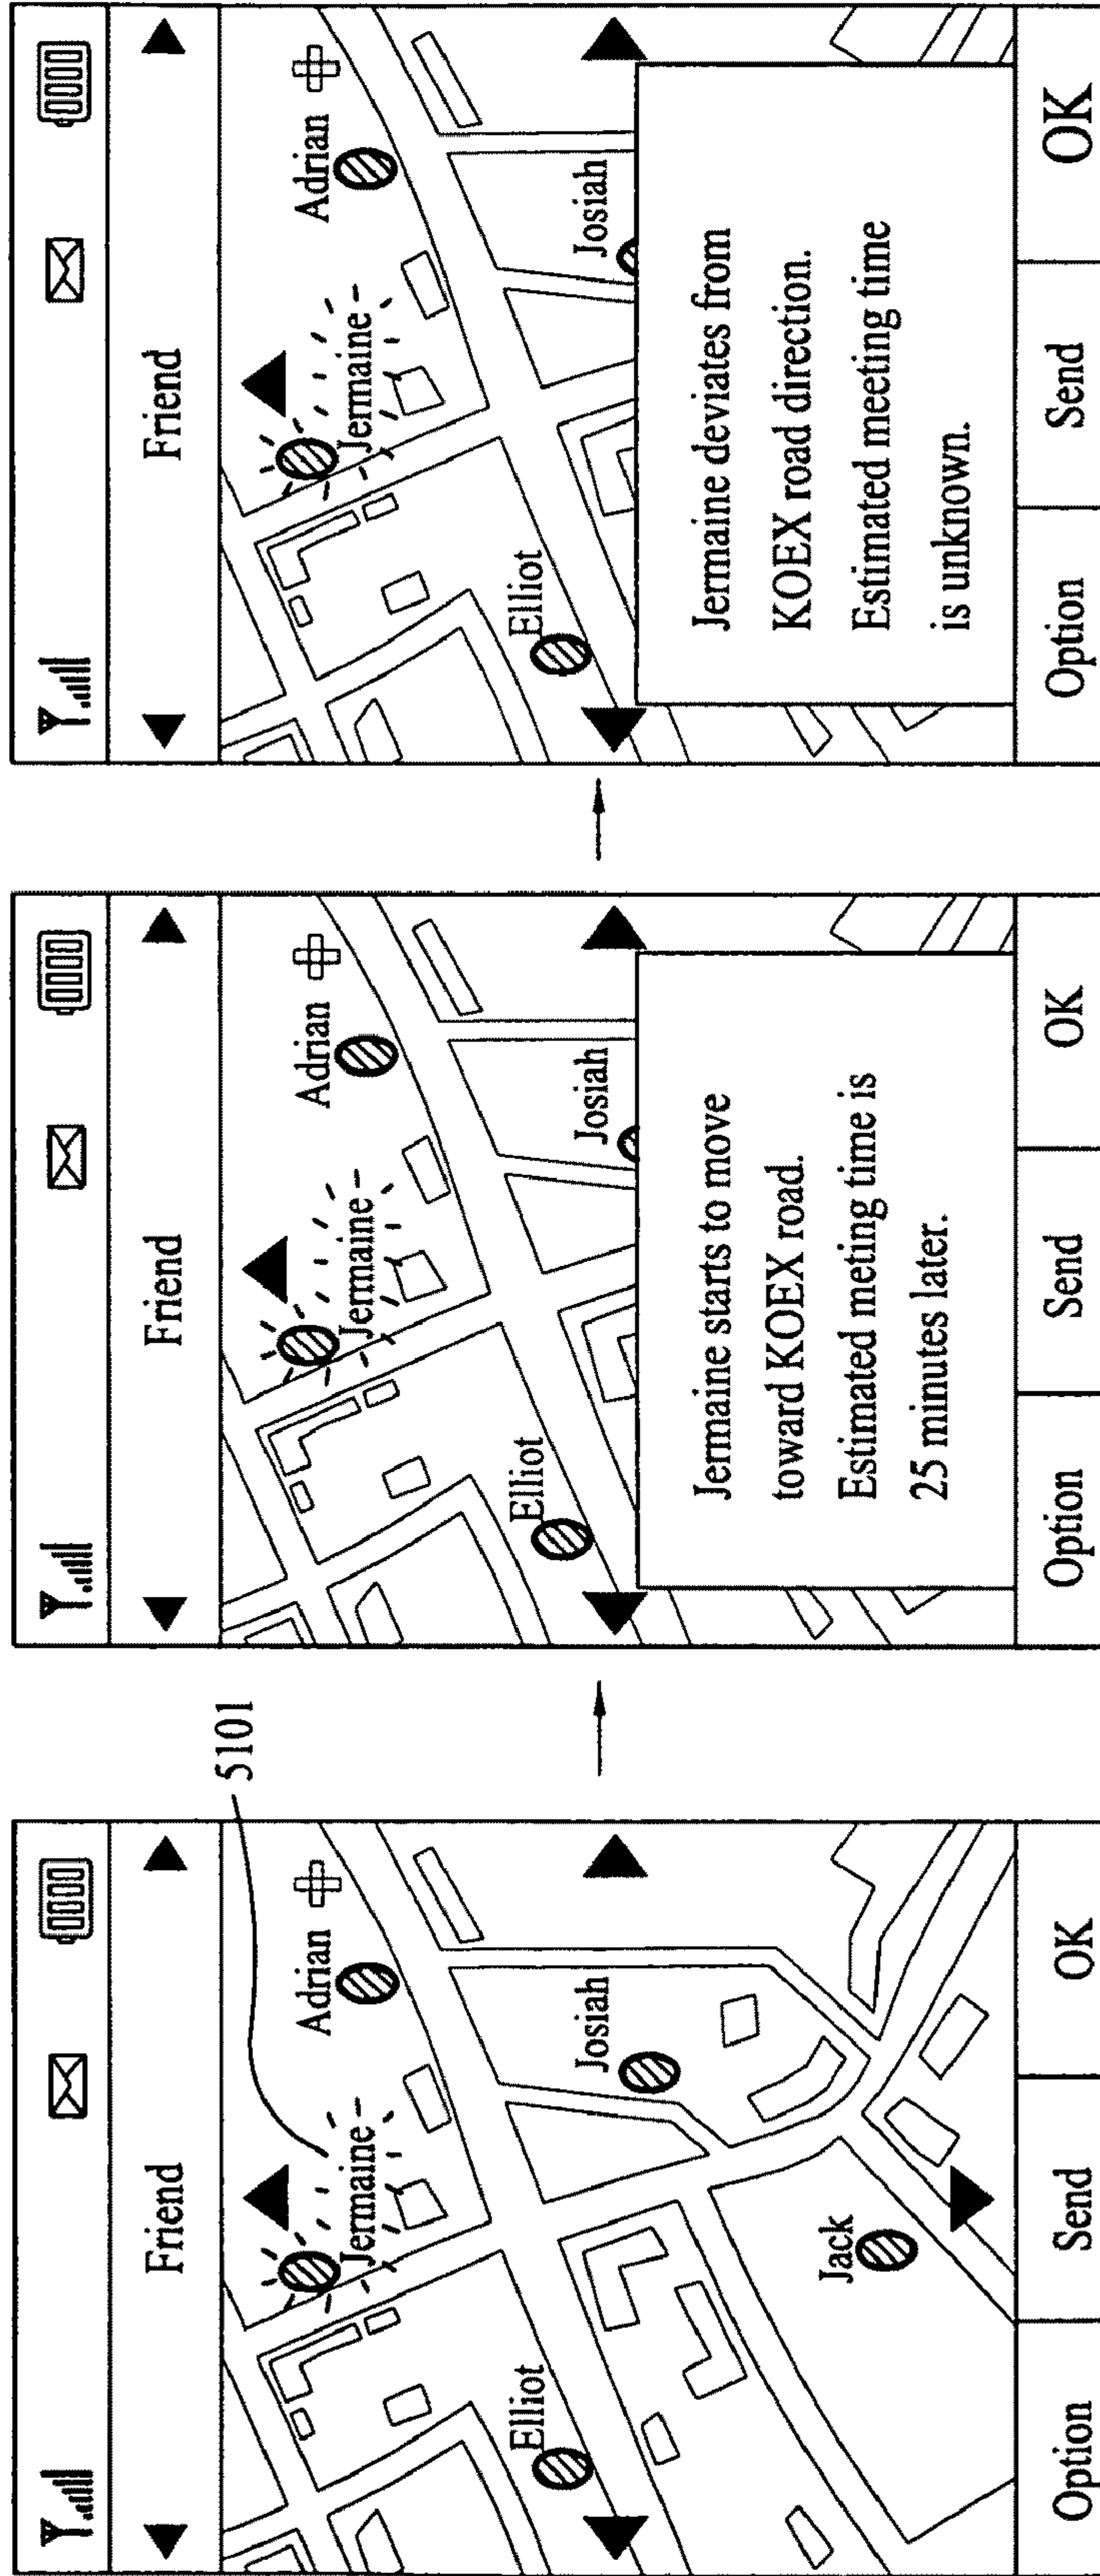 Friend
Jermaine
Adrian
Elliot
Josiah
Jack
Option
Send
OK
5101
Friend
Jermaine
Adrian
Elliot
Josiah
Jermaine starts to move
toward KOEX road.
Estimated meting time is
25 minutes later.
Option
Send
OK
Friend
Jermaine
Adrian
Elliot
Josiah
Jermaine deviates from
KOEX road direction.
Estimated meeting time
is unknown.
Option
Send
OK